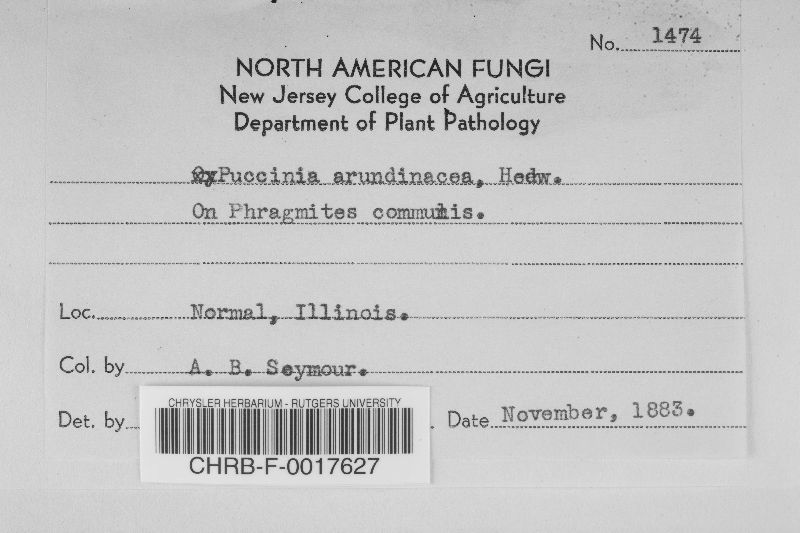 No. 1474
NORTH AMERICAN FUNGI
New Jersey College of Agriculture
Department of Plant Pathology
Puccinia arundinacea, Hedw.
On Phragmites communis.
Loc. Normal, Illinois.
Col. by A. B. Seymour.
Det. by
Date November, 1883.
CHRYSLER HERBARIUM - RUTGERS UNIVERSITY
CHRB-F-0017627